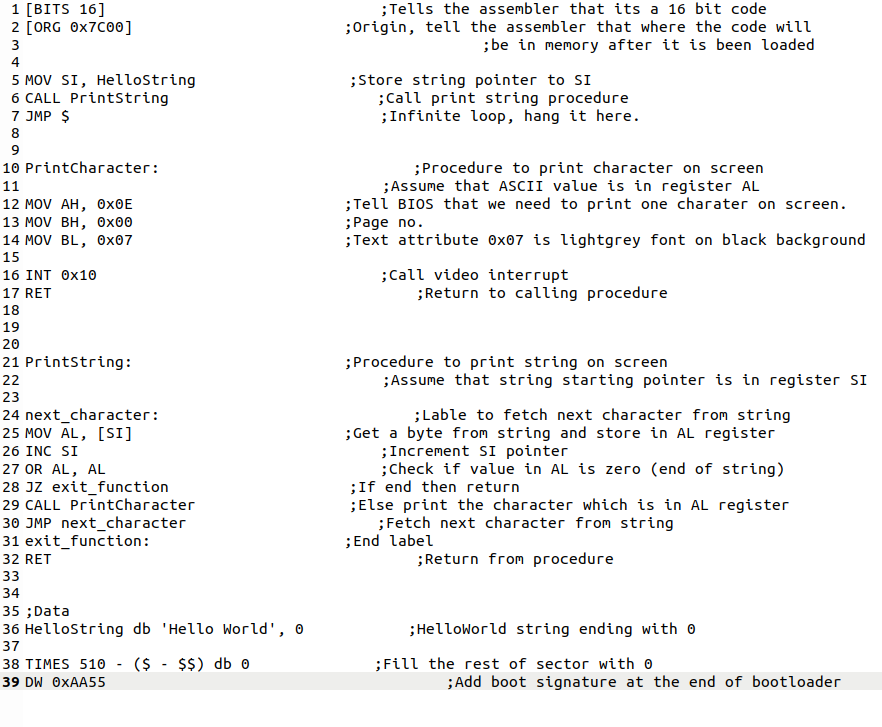 1 [BITS 16] ;Tells the assembler that its a 16 bit code
2 [ORG 0x7C00] ;Origin, tell the assembler that where the code will
3 ;be in memory after it is been loaded
4
5 MOV SI, HelloString ;Store string pointer to SI
6 CALL PrintString ;Call print string procedure
7 JMP $ ;Infinite loop, hang it here.
8
9
10 PrintCharacter: ;Procedure to print character on screen
11 ;Assume that ASCII value is in register AL
12 MOV AH, 0x0E ;Tell BIOS that we need to print one charater on screen.
13 MOV BH, 0x00 ;Page no.
14 MOV BL, 0x07 ;Text attribute 0x07 is lightgrey font on black background
15
16 INT 0x10 ;Call video interrupt
17 RET ;Return to calling procedure
18
19
20
21 PrintString: ;Procedure to print string on screen
22 ;Assume that string starting pointer is in register SI
23
24 next_character: ;Lable to fetch next character from string
25 MOV AL, [SI] ;Get a byte from string and store in AL register
26 INC SI ;Increment SI pointer
27 OR AL, AL ;Check if value in AL is zero (end of string)
28 JZ exit_function ;If end then return
29 CALL PrintCharacter ;Else print the character which is in AL register
30 JMP next_character ;Fetch next character from string
31 exit_function: ;End label
32 RET ;Return from procedure
33
34
35 ;Data
36 HelloString db 'Hello World', 0 ;HelloWorld string ending with 0
37
38 TIMES 510 - ($ - $$) db 0 ;Fill the rest of sector with 0
39 DW 0xAA55 ;Add boot signature at the end of bootloader